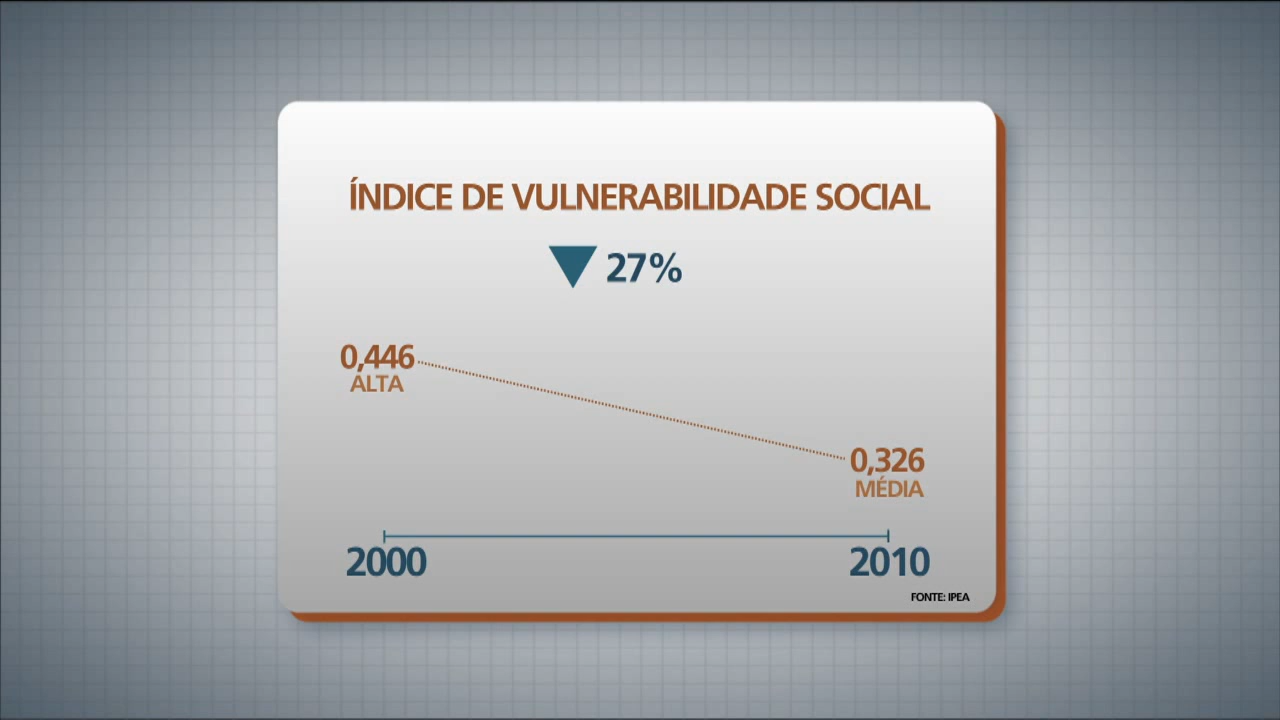 ÍNDICE DE VULNERABILIDADE SOCIAL
27%
0,446
ALTA
0,326
MÉDIA
2000
2010
FONTE: IPEA